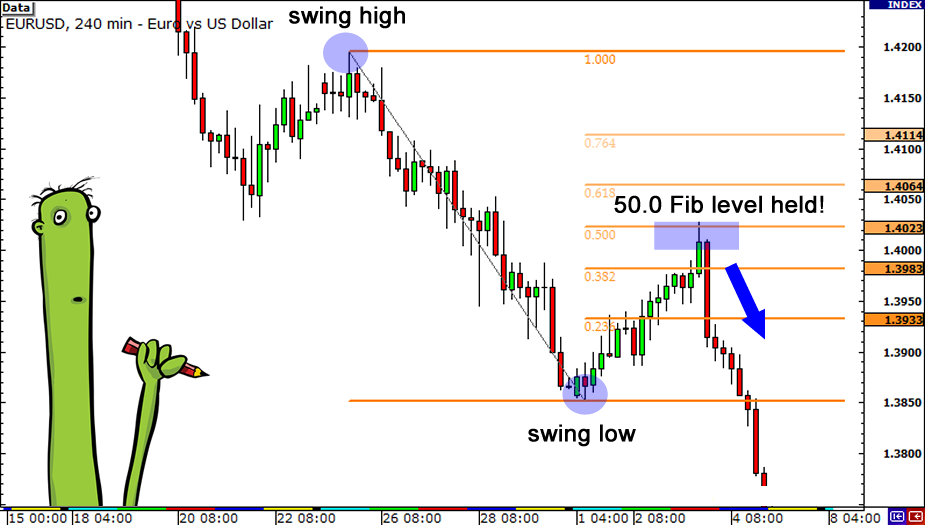 Data
INDEX
EURUSD, 240 min - Euro vs US Dollar
swing high
1.4200
1.000
1.4150
1.4114
0.764
1.4100
1.4064
0.618
1.4050
50.0 Fib level held!
1.4023
0.500
1.4000
1.3983
0.382
1.3950
1.3933
0.236
1.3900
1.3850
swing low
1.3800
15 00:00 18 04:00 20 08:00 22 08:00 26 08:00 28 08:00 1 04:00 2 08:00 4 08:00 8 04:00